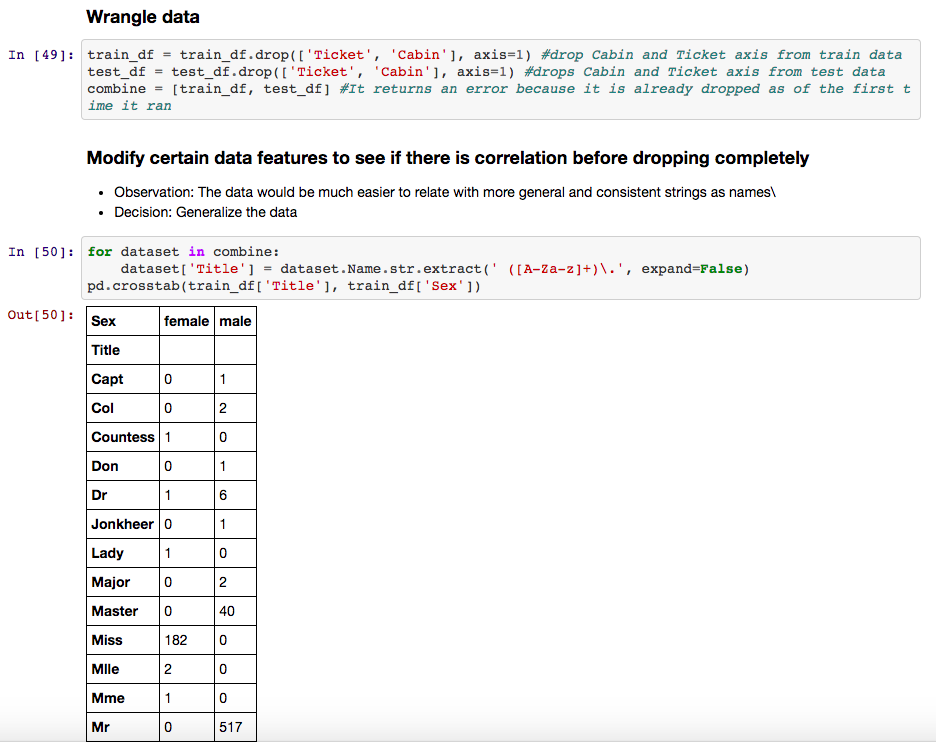 Wrangle data
In [49]: train_df = train_df.drop(['Ticket', 'Cabin'], axis=1) #drop Cabin and Ticket axis from train data
test_df = test_df.drop(['Ticket', 'Cabin'], axis=1) #drops Cabin and Ticket axis from test data
combine = [train_df, test_df] #It returns an error because it is already dropped as of the first t
ime it ran
Modify certain data features to see if there is correlation before dropping completely
• Observation: The data would be much easier to relate with more general and consistent strings as names\
• Decision: Generalize the data
In [50]: for dataset in combine:
    dataset['Title'] = dataset.Name.str.extract(' ([A-Za-z]+)\.', expand=False)
pd.crosstab(train_df['Title'], train_df['Sex'])
Out[50]: Sex female male
Title
Capt 0 1
Col 0 2
Countess 1 0
Don 0 1
Dr 1 6
Jonkheer 0 1
Lady 1 0
Major 0 2
Master 0 40
Miss 182 0
Mlle 2 0
Mme 1 0
Mr 0 517